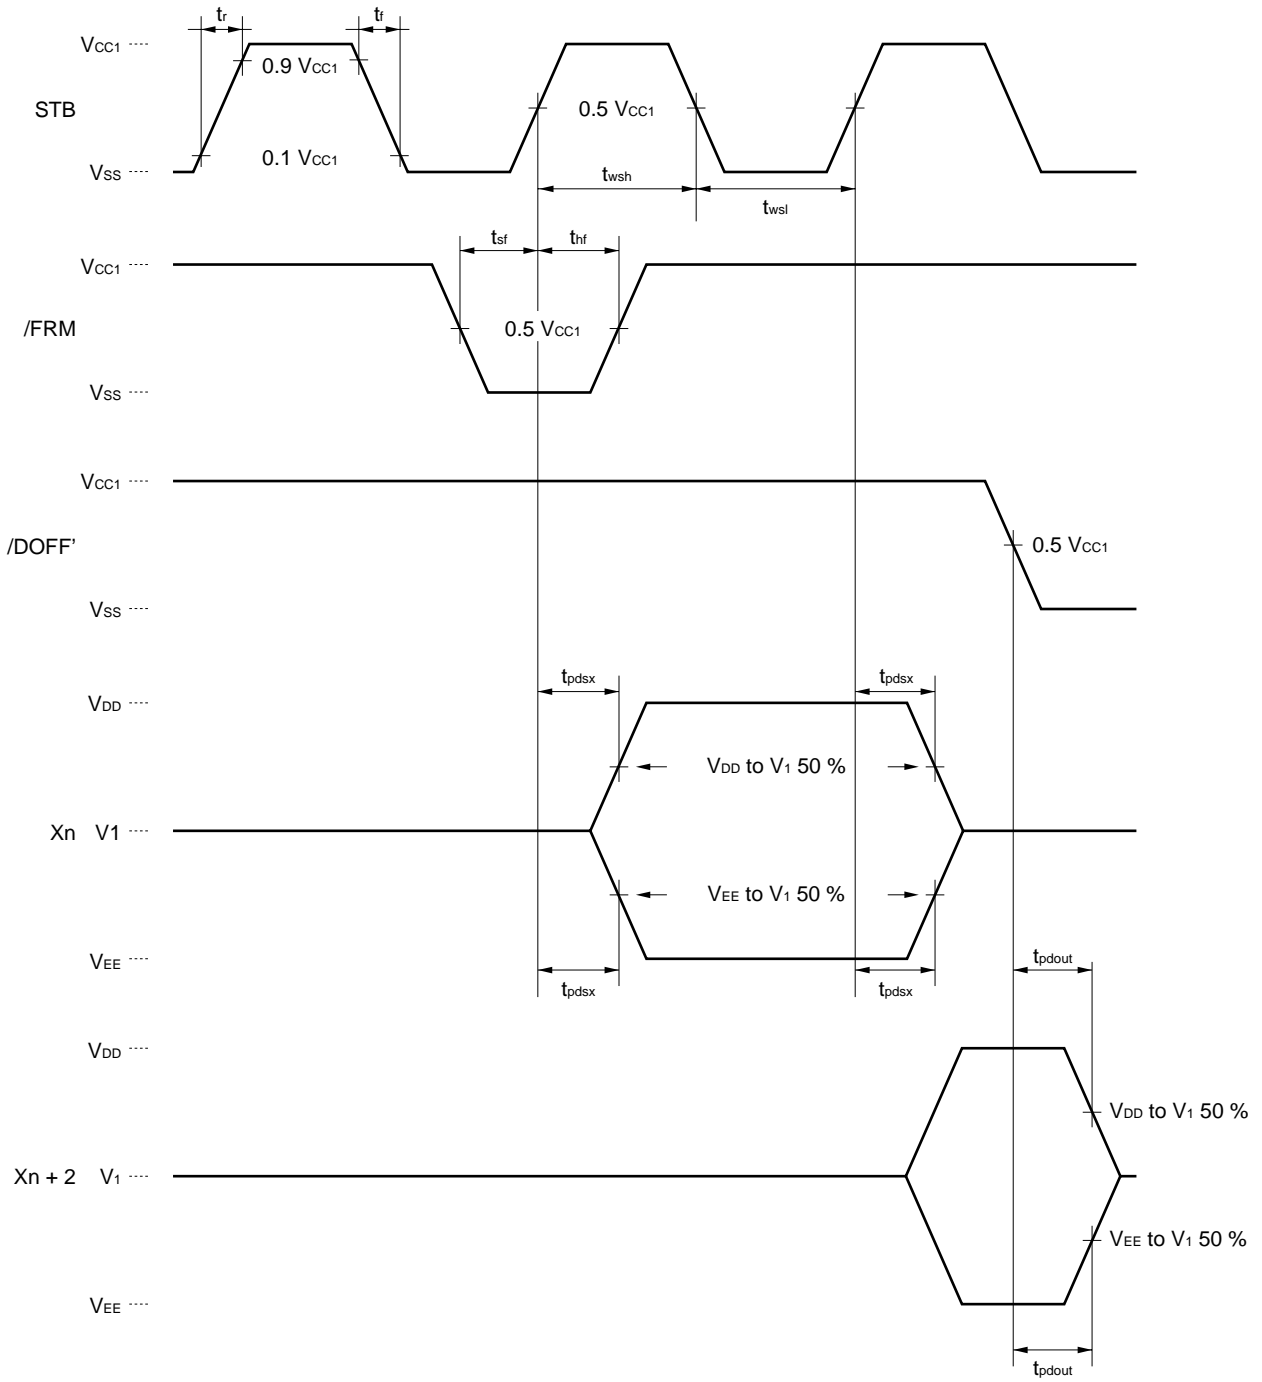 tr tf
VCC1
0.9 VCC1
STB
0.5 VCC1
0.1 VCC1
VSS
twsh
twsl
tsf thf
VCC1
/FRM
0.5 VCC1
VSS
VCC1
/DOFF’
0.5 VCC1
VSS
tpdsx tpdsx
VDD
VDD to V1 50 %
Xn V1
VEE to V1 50 %
VEE
tpdout
tpdsx tpdsx
VDD
VDD to V1 50 %
Xn + 2 V1
VEE to V1 50 %
VEE
tpdout